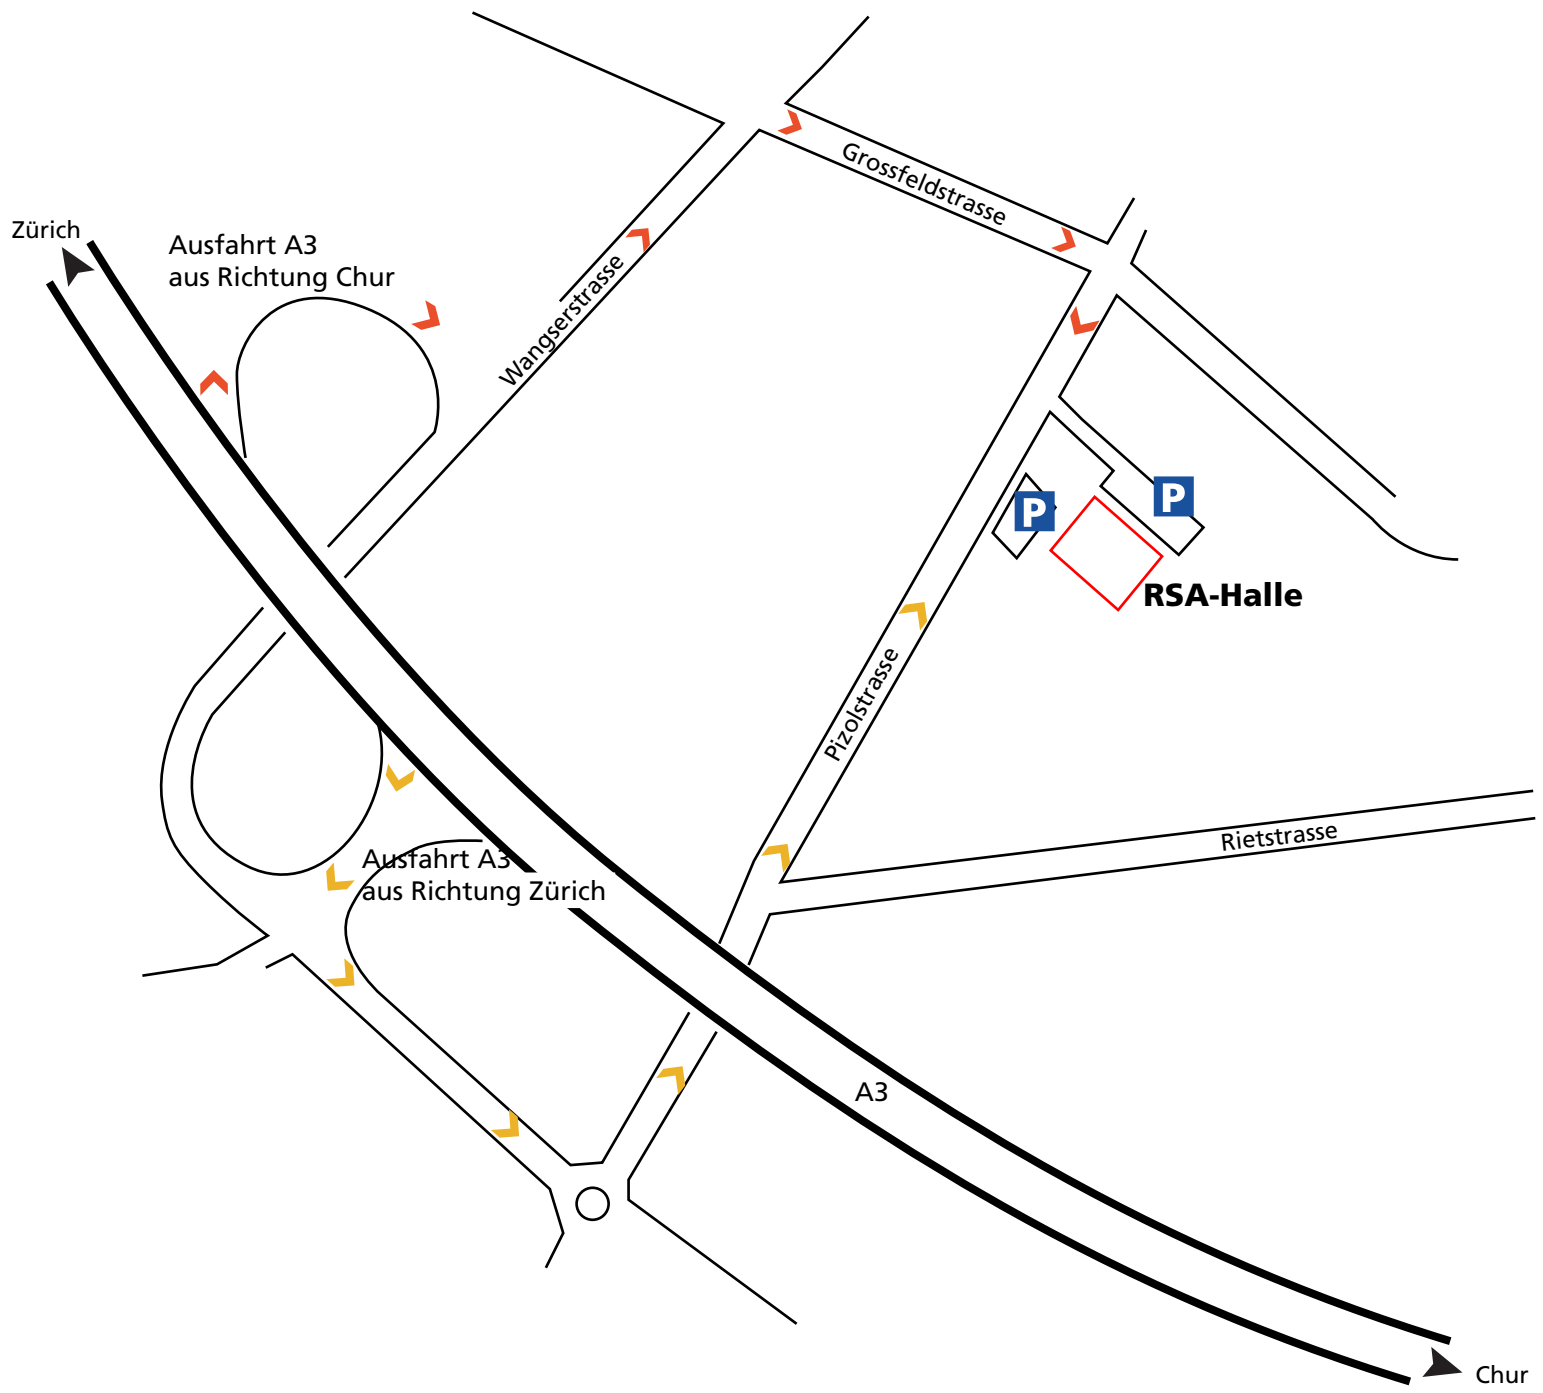 Grossfeldstrasse
Zürich
Ausfahrt A3
aus Richtung Chur
Wangserstrasse
P
P
RSA-Halle
Pizolstrasse
Rietstrasse
Ausfahrt A3
aus Richtung Zürich
A3
Chur